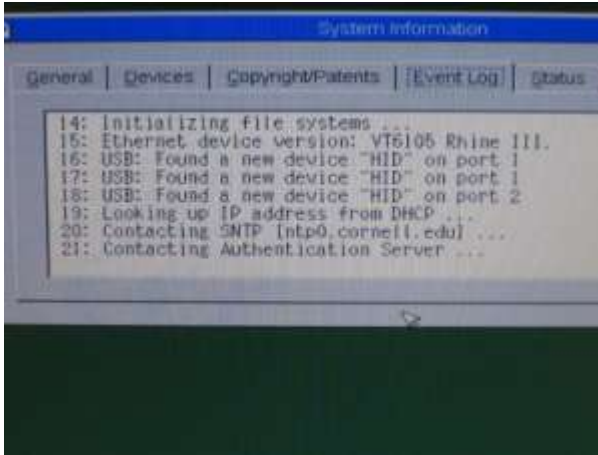 System Information
General
Devices
Copyright/Patents
Event Log
Status
14: Initializing file systems ...
15: Ethernet device version: VT6105 Rhine III.
16: USB: Found a new device "HID" on port 1
17: USB: Found a new device "HID" on port 1
18: USB: Found a new device "HID" on port 2
19: Looking up IP address from DHCP ...
20: Contacting SNTP [ntp0.cornell.edu] ...
21: Contacting Authentication Server ...